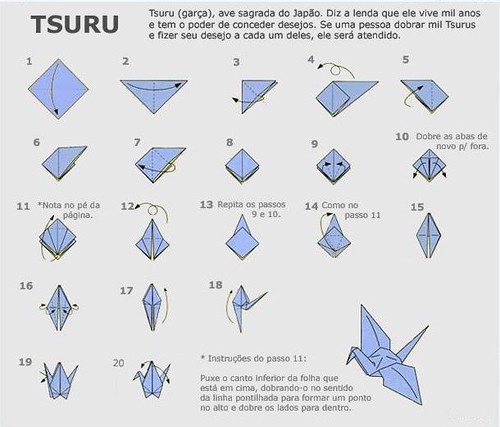 TSURU
Tsuru (garça), ave sagrada do Japão. Diz a lenda que ele vive mil anos
e tem o poder de conceder desejos. Se uma pessoa dobrar mil Tsurus
e fizer seu desejo a cada um deles, ele será atendido.
1
2
3
4
5
6
7
8
9
10 Dobre as abas de
novo p/ fora.
11 *Nota no pé da
página.
12
13 Repita os passos
9 e 10.
14 Como no
passo 11
15
16
17
18
19
20
* Instruções do passo 11:
Puxe o canto inferior da folha que
está em cima, dobrando-o no sentido
da linha pontilhada para formar um ponto
no alto e dobre os lados para dentro.